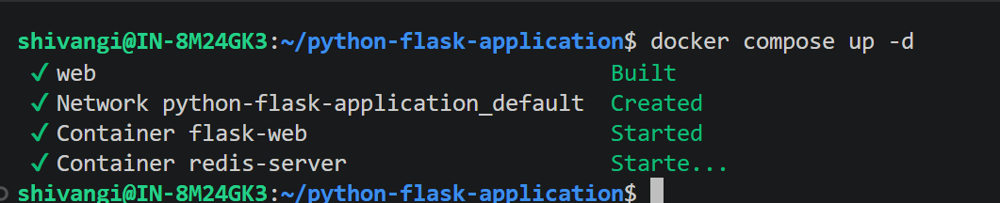 shivangi@IN-8M24GK3:~/python-flask-application$ docker compose up -d
✓ web Built
✓ Network python-flask-application_default Created
✓ Container flask-web Started
✓ Container redis-server Starte...
shivangi@IN-8M24GK3:~/python-flask-application$